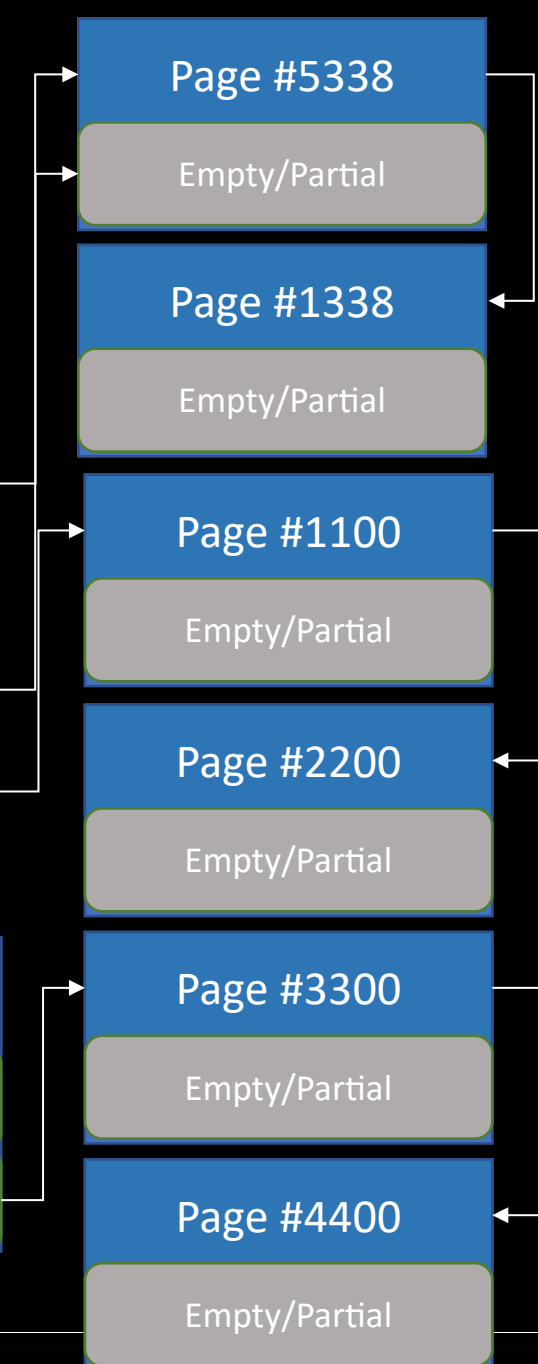 Page #5338
Empty/Partial
Page #1338
Empty/Partial
Page #1100
Empty/Partial
Page #2200
Empty/Partial
Page #3300
Empty/Partial
Page #4400
Empty/Partial